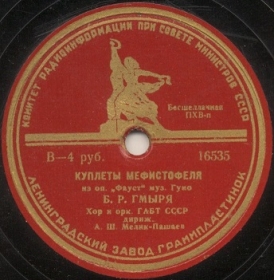 КОМИТЕТ РАДИОИНФОРМАЦИИ ПРИ СОВЕТЕ МИНИСТРОВ СССР
Бесшеллачная
ПХВ-п
В—4 руб.
16535
КУПЛЕТЫ МЕФИСТОФЕЛЯ
из оп. „Фауст" муз. Гуно
Б. Р. ГМЫРЯ
Хор и орк. ГАБТ СССР
дириж.
А. Ш. Мелик-Пашаев
ЛЕНИНГРАДСКИЙ ЗАВОД ГРАМПЛАСТИНОК